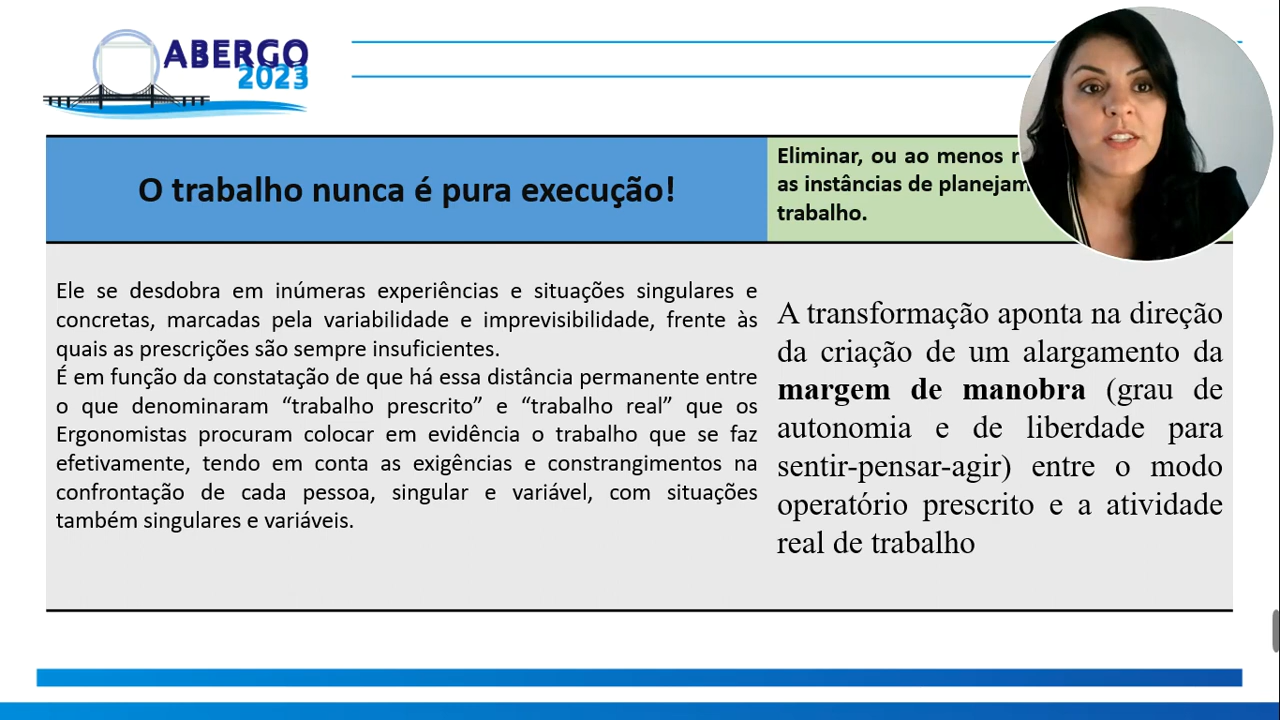 ABERGO
2023
O trabalho nunca é pura execução!
Eliminar, ou ao menos
as instâncias de
trabalho.
Ele se desdobra em inúmeras experiências e situações singulares e
concretas, marcadas pela variabilidade e imprevisibilidade, frente às
quais as prescrições são sempre insuficientes.
É em função da constatação de que há essa distância permanente entre
o que denominaram “trabalho prescrito” e “trabalho real” que os
Ergonomistas procuram colocar em evidência o trabalho que se faz
efetivamente, tendo em conta as exigências e constrangimentos na
confrontação de cada pessoa, singular e variável, com situações
também singulares e variáveis.
A transformação aponta na direção
da criação de um alargamento da
margem de manobra (grau de
autonomia e de liberdade para
sentir-pensar-agir) entre o modo
operatório prescrito e a atividade
real de trabalho